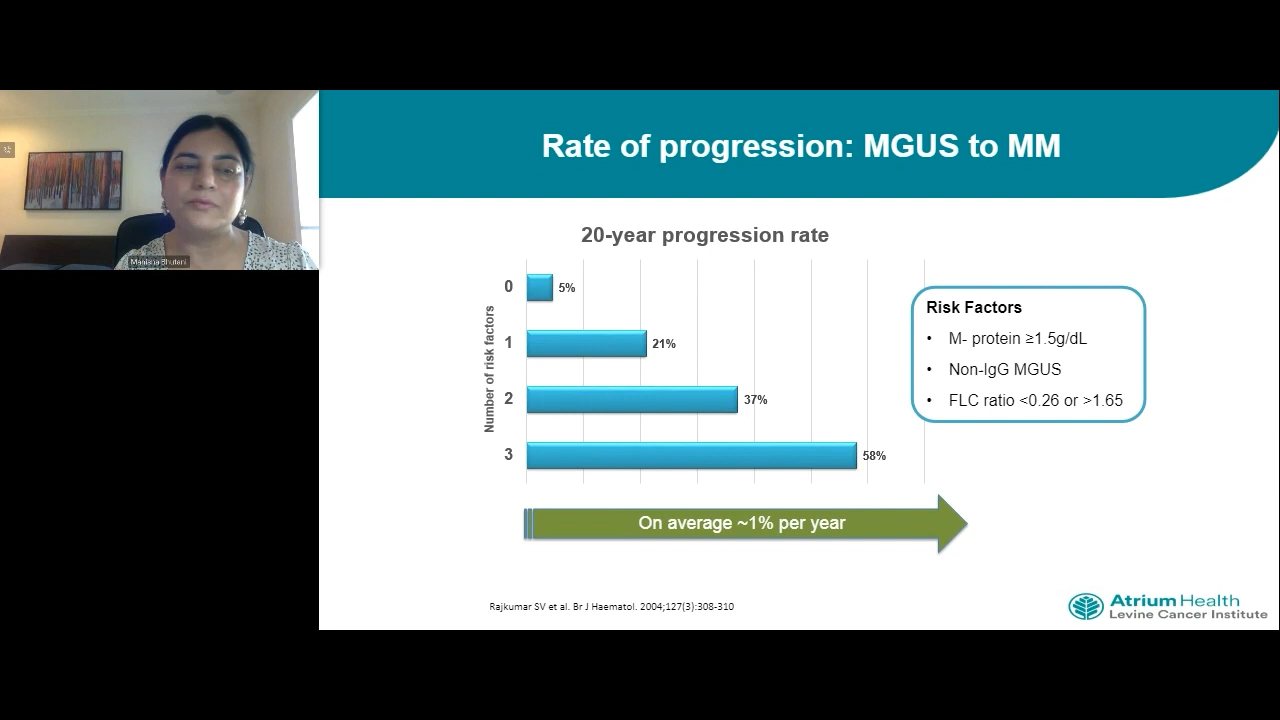 Manisha Bhutani
Rate of progression: MGUS to MM
20-year progression rate
Number of risk factors
0
5%
1
21%
2
37%
3
58%
Risk Factors
• M- protein ≥1.5g/dL
• Non-IgG MGUS
• FLC ratio <0.26 or >1.65
On average ~1% per year
Rajkumar SV et al. Br J Haematol. 2004;127(3):308-310
Atrium Health
Levine Cancer Institute